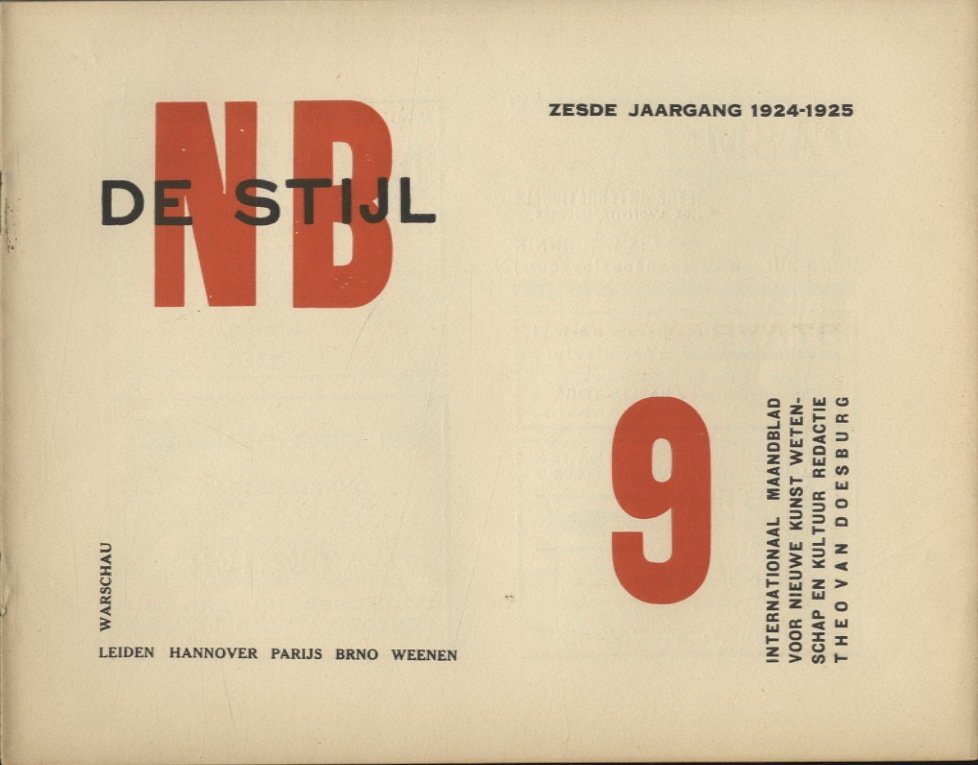 NB
DE STIJL
ZESDE JAARGANG 1924-1925
9
INTERNATIONAAL MAANDBLAD
VOOR NIEUWE KUNST WETEN-
SCHAP EN KULTUUR REDACTIE
THEO VAN DOESBURG
WARSCHAU
LEIDEN HANNOVER PARIJS BRNO WEENEN